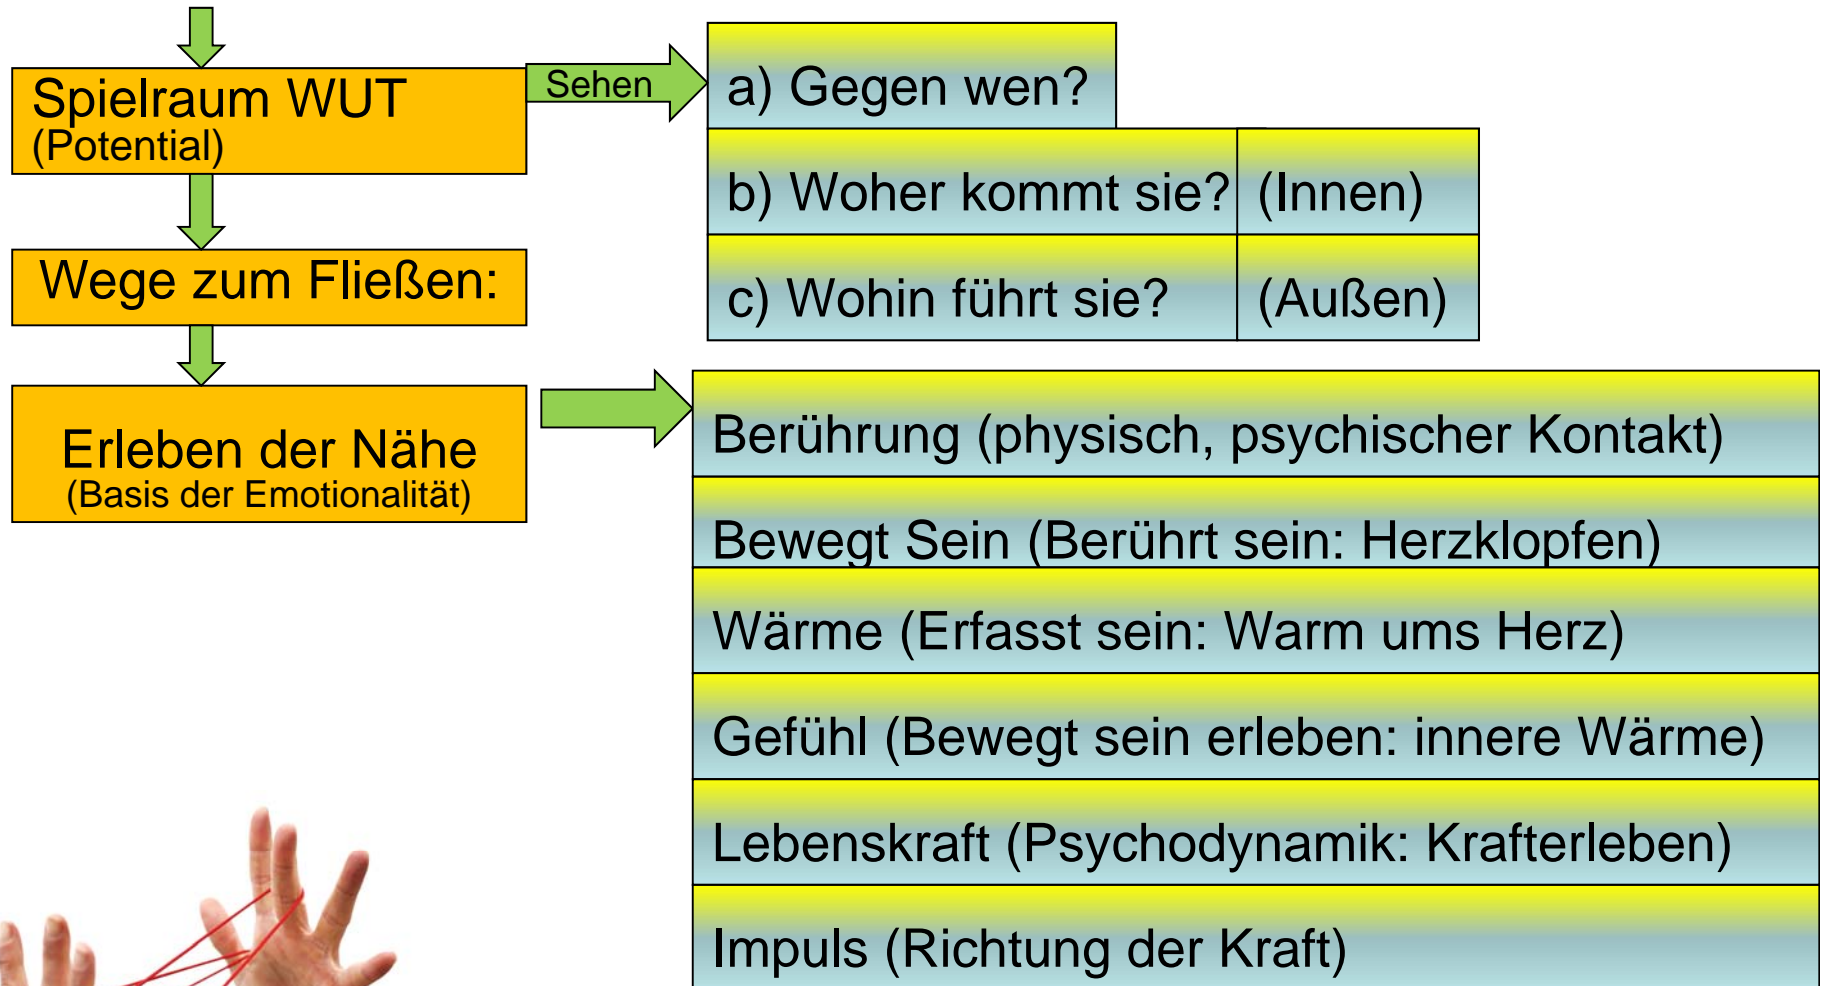 Spielraum WUT
(Potential)
Sehen
a) Gegen wen?
b) Woher kommt sie? (Innen)
c) Wohin führt sie? (Außen)
Wege zum Fließen:
Erleben der Nähe
(Basis der Emotionalität)
Berührung (physisch, psychischer Kontakt)
Bewegt Sein (Berührt sein: Herzklopfen)
Wärme (Erfasst sein: Warm ums Herz)
Gefühl (Bewegt sein erleben: innere Wärme)
Lebenskraft (Psychodynamik: Krafterleben)
Impuls (Richtung der Kraft)